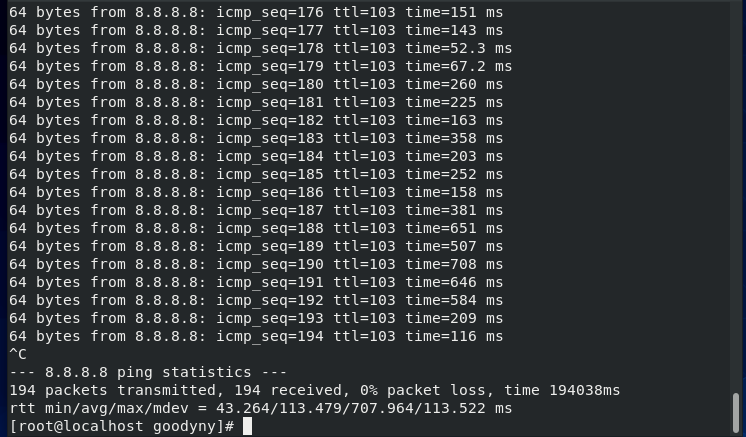 64 bytes from 8.8.8.8: icmp_seq=176 ttl=103 time=151 ms
64 bytes from 8.8.8.8: icmp_seq=177 ttl=103 time=143 ms
64 bytes from 8.8.8.8: icmp_seq=178 ttl=103 time=52.3 ms
64 bytes from 8.8.8.8: icmp_seq=179 ttl=103 time=67.2 ms
64 bytes from 8.8.8.8: icmp_seq=180 ttl=103 time=260 ms
64 bytes from 8.8.8.8: icmp_seq=181 ttl=103 time=225 ms
64 bytes from 8.8.8.8: icmp_seq=182 ttl=103 time=163 ms
64 bytes from 8.8.8.8: icmp_seq=183 ttl=103 time=358 ms
64 bytes from 8.8.8.8: icmp_seq=184 ttl=103 time=203 ms
64 bytes from 8.8.8.8: icmp_seq=185 ttl=103 time=252 ms
64 bytes from 8.8.8.8: icmp_seq=186 ttl=103 time=158 ms
64 bytes from 8.8.8.8: icmp_seq=187 ttl=103 time=381 ms
64 bytes from 8.8.8.8: icmp_seq=188 ttl=103 time=651 ms
64 bytes from 8.8.8.8: icmp_seq=189 ttl=103 time=507 ms
64 bytes from 8.8.8.8: icmp_seq=190 ttl=103 time=708 ms
64 bytes from 8.8.8.8: icmp_seq=191 ttl=103 time=646 ms
64 bytes from 8.8.8.8: icmp_seq=192 ttl=103 time=584 ms
64 bytes from 8.8.8.8: icmp_seq=193 ttl=103 time=209 ms
64 bytes from 8.8.8.8: icmp_seq=194 ttl=103 time=116 ms
^C
--- 8.8.8.8 ping statistics ---
194 packets transmitted, 194 received, 0% packet loss, time 194038ms
rtt min/avg/max/mdev = 43.264/113.479/707.964/113.522 ms
[root@localhost goodyny]#